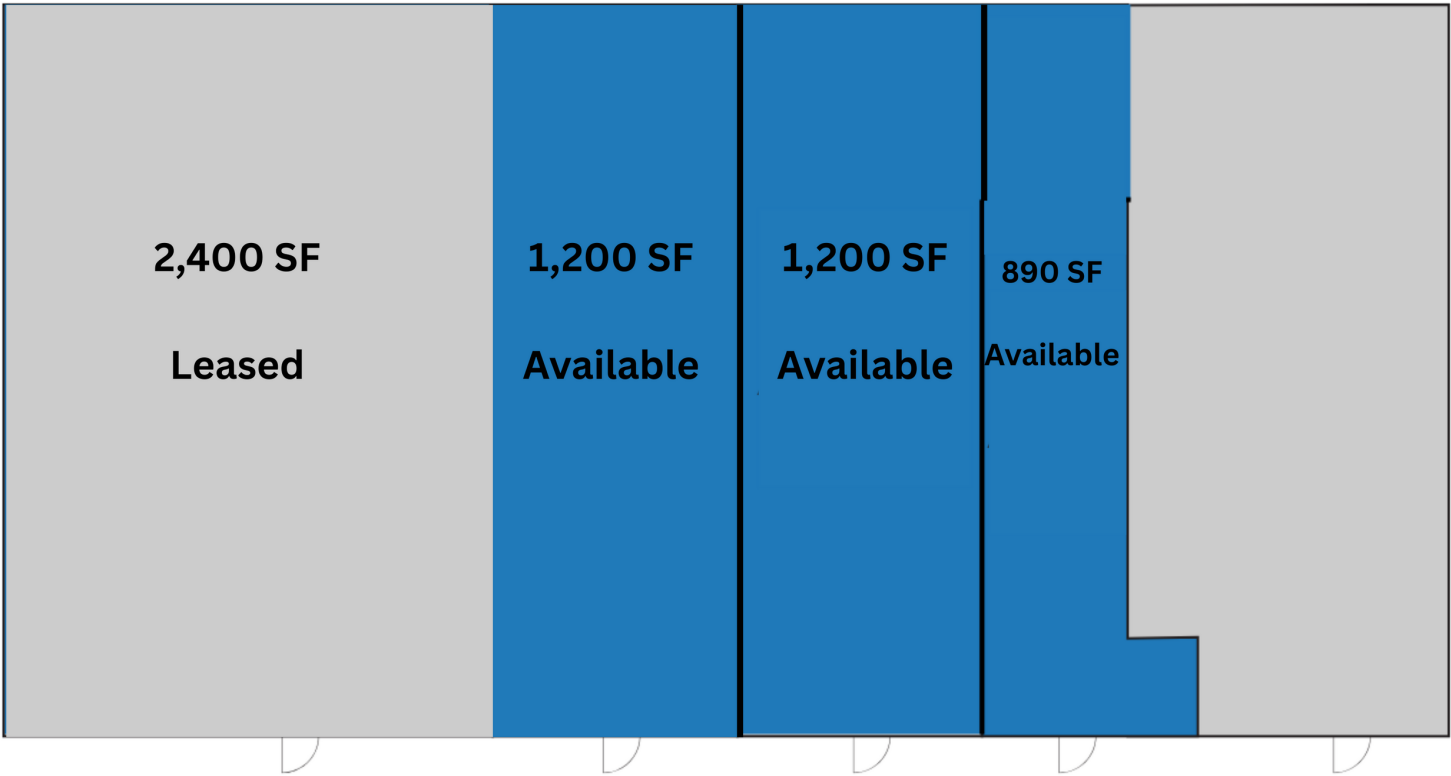 2,400 SF
Leased
1,200 SF
Available
1,200 SF
Available
890 SF
Available